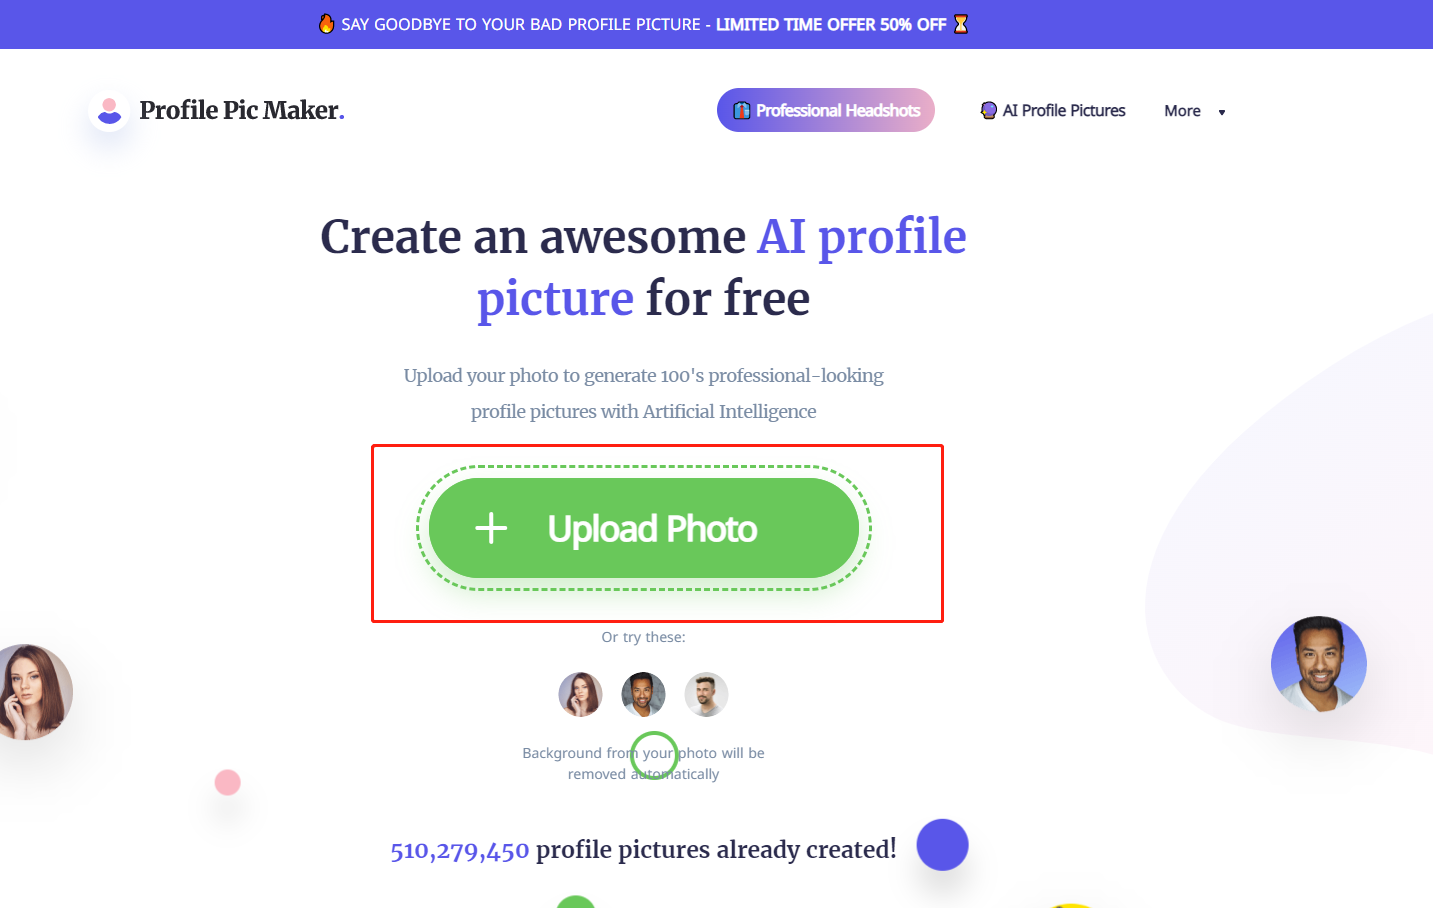 SAY GOODBYE TO YOUR BAD PROFILE PICTURE - LIMITED TIME OFFER 50% OFF
Profile Pic Maker.
Professional Headshots
AI Profile Pictures
More
Create an awesome AI profile
picture for free
Upload your photo to generate 100's professional-looking
profile pictures with Artificial Intelligence
Upload Photo
Or try these:
Background from your photo will be
removed automatically
510,279,450 profile pictures already created!